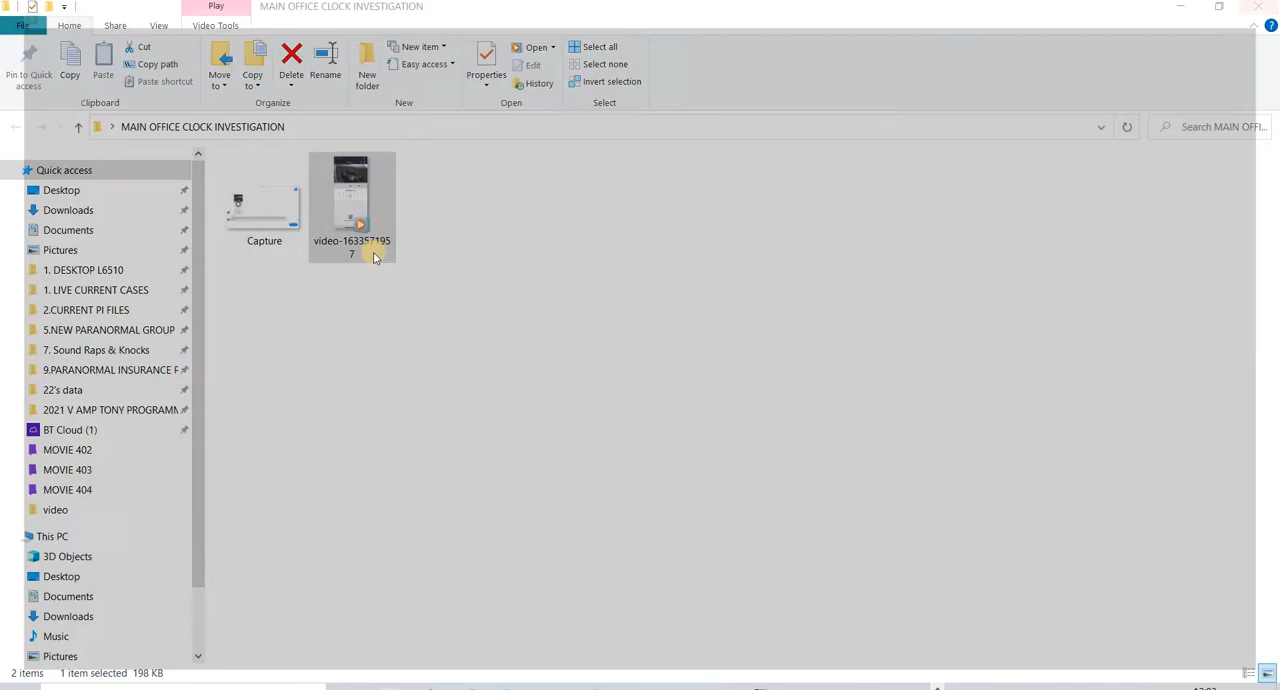 Play
MAIN OFFICE CLOCK INVESTIGATION
File
Home
Share
View
Video Tools
Pin to Quick
access
Copy
Paste
Cut
Copy path
Paste shortcut
Clipboard
Move
to
Copy
to
Delete
Rename
Organize
New
folder
New item
Easy access
New
Properties
Open
Edit
History
Open
Select all
Select none
Invert selection
Select
MAIN OFFICE CLOCK INVESTIGATION
Search MAIN OFFI...
Quick access
Desktop
Downloads
Documents
Pictures
1. DESKTOP L6510
1. LIVE CURRENT CASES
2.CURRENT PI FILES
5.NEW PARANORMAL GROUP
7. Sound Raps & Knocks
9.PARANORMAL INSURANCE F
22's data
2021 V AMP TONY PROGRAMM
BT Cloud (1)
MOVIE 402
MOVIE 403
MOVIE 404
video
This PC
3D Objects
Desktop
Documents
Downloads
Music
Pictures
Capture
video-163357195
7
2 items
1 item selected 198 KB